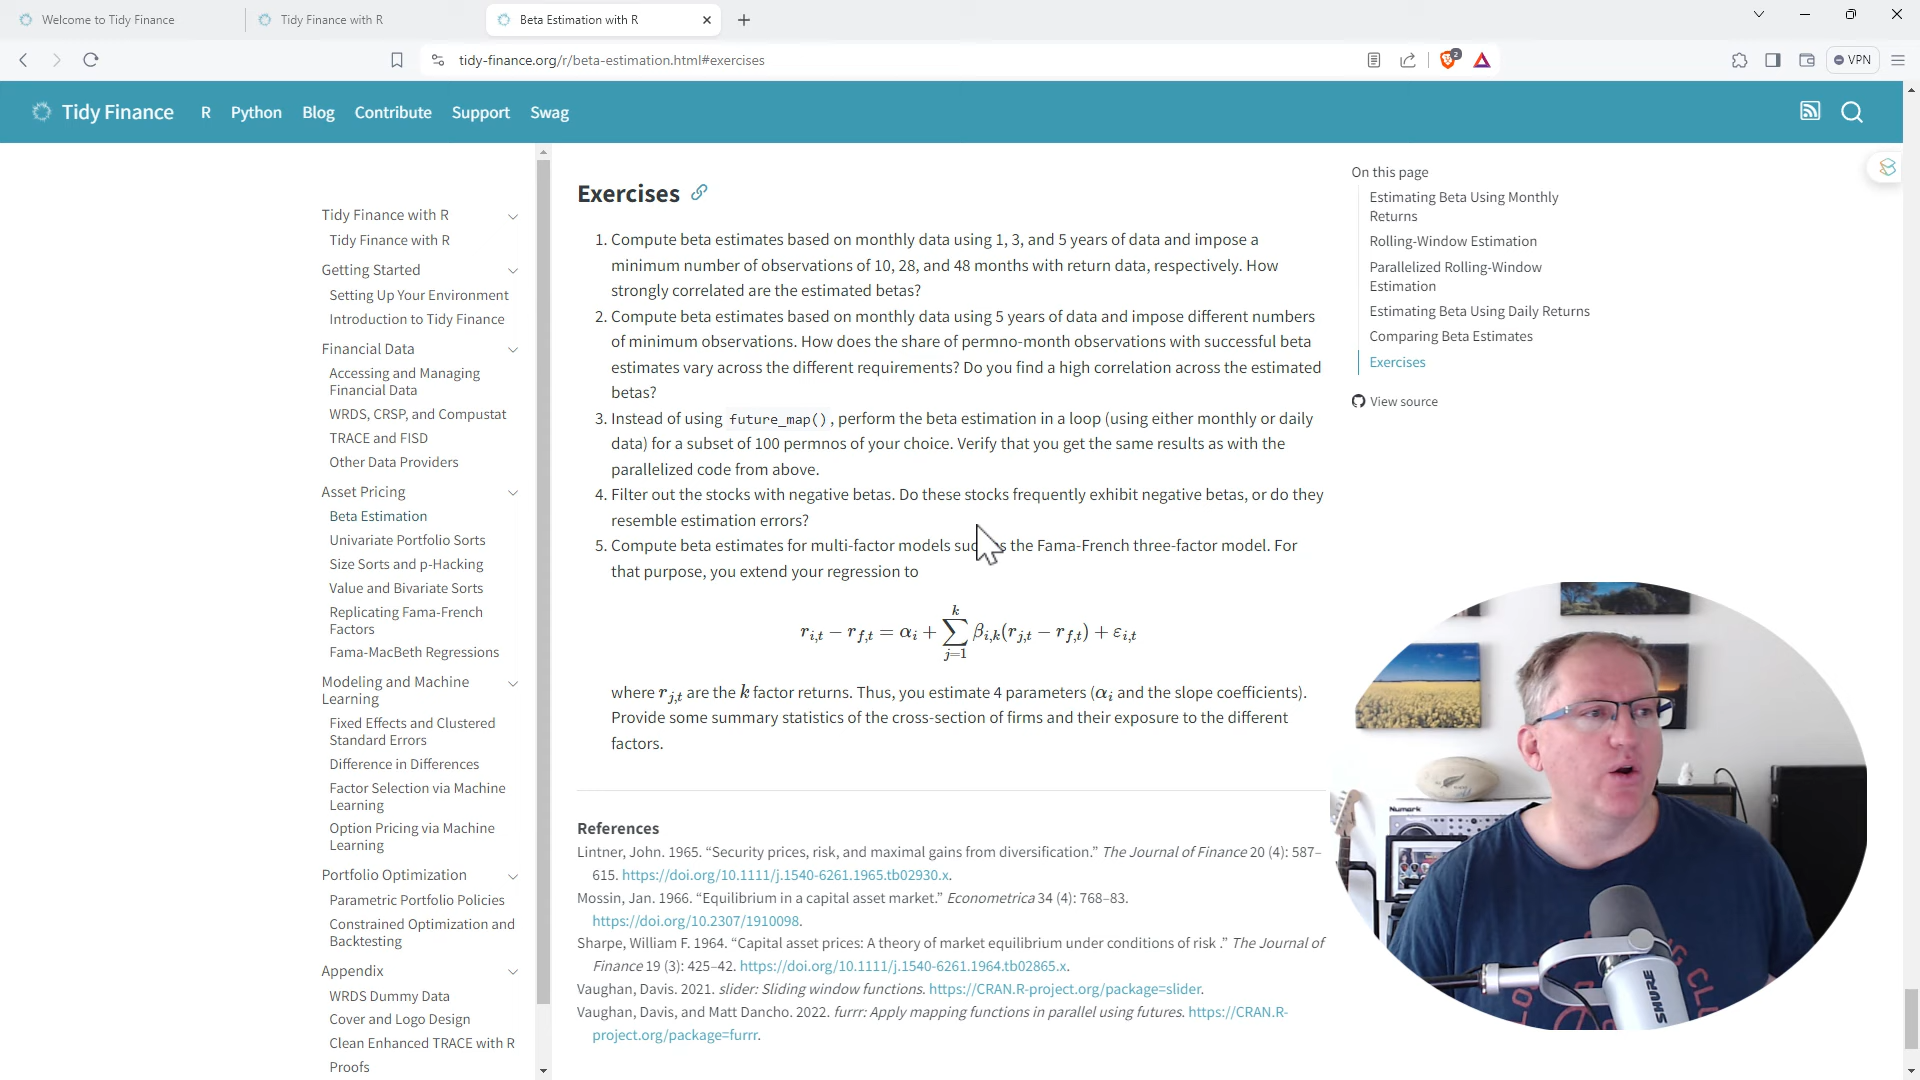 Welcome to Tidy Finance
Tidy Finance with R
Beta Estimation with R
tidy-finance.org/r/beta-estimation.html#exercises
2
VPN
Tidy Finance
R
Python
Blog
Contribute
Support
Swag
Tidy Finance with R
Tidy Finance with R
Getting Started
Setting Up Your Environment
Introduction to Tidy Finance
Financial Data
Accessing and Managing
Financial Data
WRDS, CRSP, and Compustat
TRACE and FISD
Other Data Providers
Asset Pricing
Beta Estimation
Univariate Portfolio Sorts
Size Sorts and p-Hacking
Value and Bivariate Sorts
Replicating Fama-French
Factors
Fama-MacBeth Regressions
Modeling and Machine
Learning
Fixed Effects and Clustered
Standard Errors
Difference in Differences
Factor Selection via Machine
Learning
Option Pricing via Machine
Learning
Portfolio Optimization
Parametric Portfolio Policies
Constrained Optimization and
Backtesting
Appendix
WRDS Dummy Data
Cover and Logo Design
Clean Enhanced TRACE with R
Proofs
Exercises
1. Compute beta estimates based on monthly data using 1, 3, and 5 years of data and impose a
minimum number of observations of 10, 28, and 48 months with return data, respectively. How
strongly correlated are the estimated betas?
2. Compute beta estimates based on monthly data using 5 years of data and impose different numbers
of minimum observations. How does the share of permno-month observations with successful beta
estimates vary across the different requirements? Do you find a high correlation across the estimated
betas?
3. Instead of using future_map(), perform the beta estimation in a loop (using either monthly or daily
data) for a subset of 100 permnos of your choice. Verify that you get the same results as with the
parallelized code from above.
4. Filter out the stocks with negative betas. Do these stocks frequently exhibit negative betas, or do they
resemble estimation errors?
5. Compute beta estimates for multi-factor models the Fama-French three-factor model. For
that purpose, you extend your regression to
r_{i,t} − r_{f,t} = α_i + ∑_{j=1}^{k} β_{i,k}(r_{j,t} − r_{f,t}) + ε_{i,t}
where r_{j,t} are the k factor returns. Thus, you estimate 4 parameters (α_i and the slope coefficients).
Provide some summary statistics of the cross-section of firms and their exposure to the different
factors.
References
Lintner, John. 1965. “Security prices, risk, and maximal gains from diversification.” The Journal of Finance 20 (4): 587–
615. https://doi.org/10.1111/j.1540-6261.1965.tb02930.x.
Mossin, Jan. 1966. “Equilibrium in a capital asset market.” Econometrica 34 (4): 768–83.
https://doi.org/10.2307/1910098.
Sharpe, William F. 1964. “Capital asset prices: A theory of market equilibrium under conditions of risk .” The Journal of
Finance 19 (3): 425–42. https://doi.org/10.1111/j.1540-6261.1964.tb02865.x.
Vaughan, Davis. 2021. slider: Sliding window functions. https://CRAN.R-project.org/package=slider.
Vaughan, Davis, and Matt Dancho. 2022. furrr: Apply mapping functions in parallel using futures. https://CRAN.R-
project.org/package=furrr.
On this page
Estimating Beta Using Monthly
Returns
Rolling-Window Estimation
Parallelized Rolling-Window
Estimation
Estimating Beta Using Daily Returns
Comparing Beta Estimates
Exercises
View source
Numark
SHURE